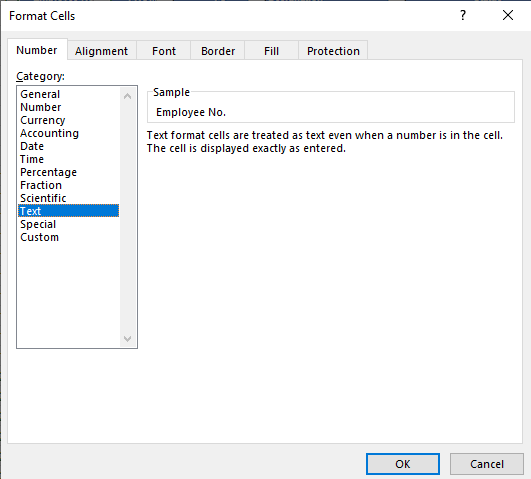 Format Cells
?
Number Alignment Font Border Fill Protection
Category:
General
Number
Currency
Accounting
Date
Time
Percentage
Fraction
Scientific
Text
Special
Custom
Sample
Employee No.
Text format cells are treated as text even when a number is in the cell.
The cell is displayed exactly as entered.
OK Cancel